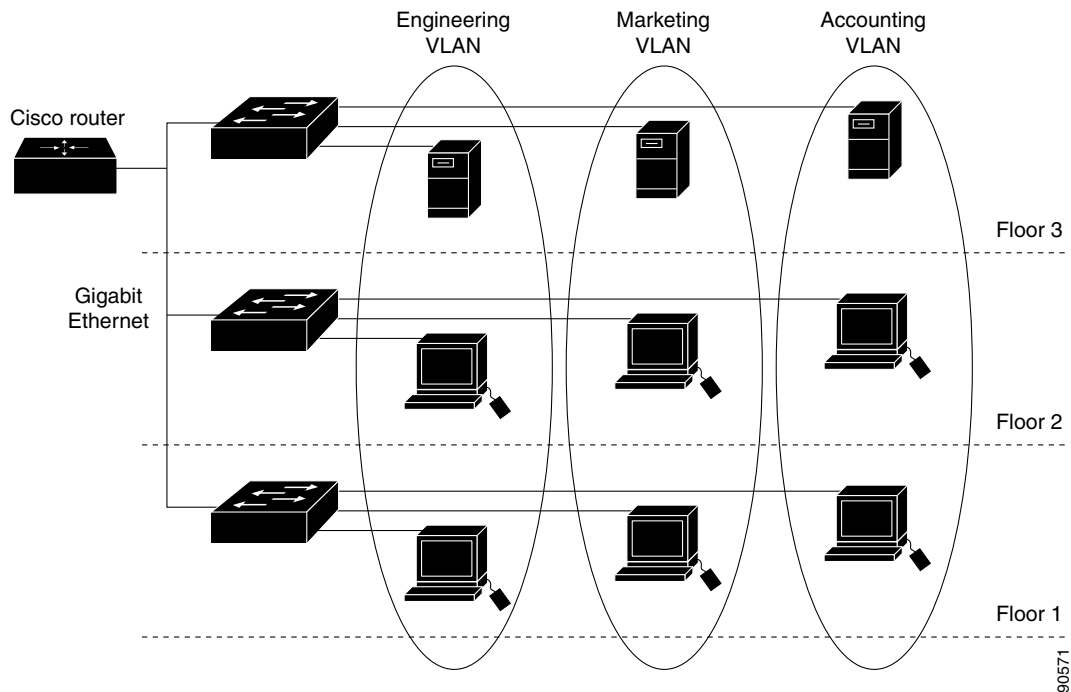 Engineering
VLAN
Marketing
VLAN
Accounting
VLAN
Cisco router
Floor 3
Gigabit
Ethernet
Floor 2
Floor 1
90571